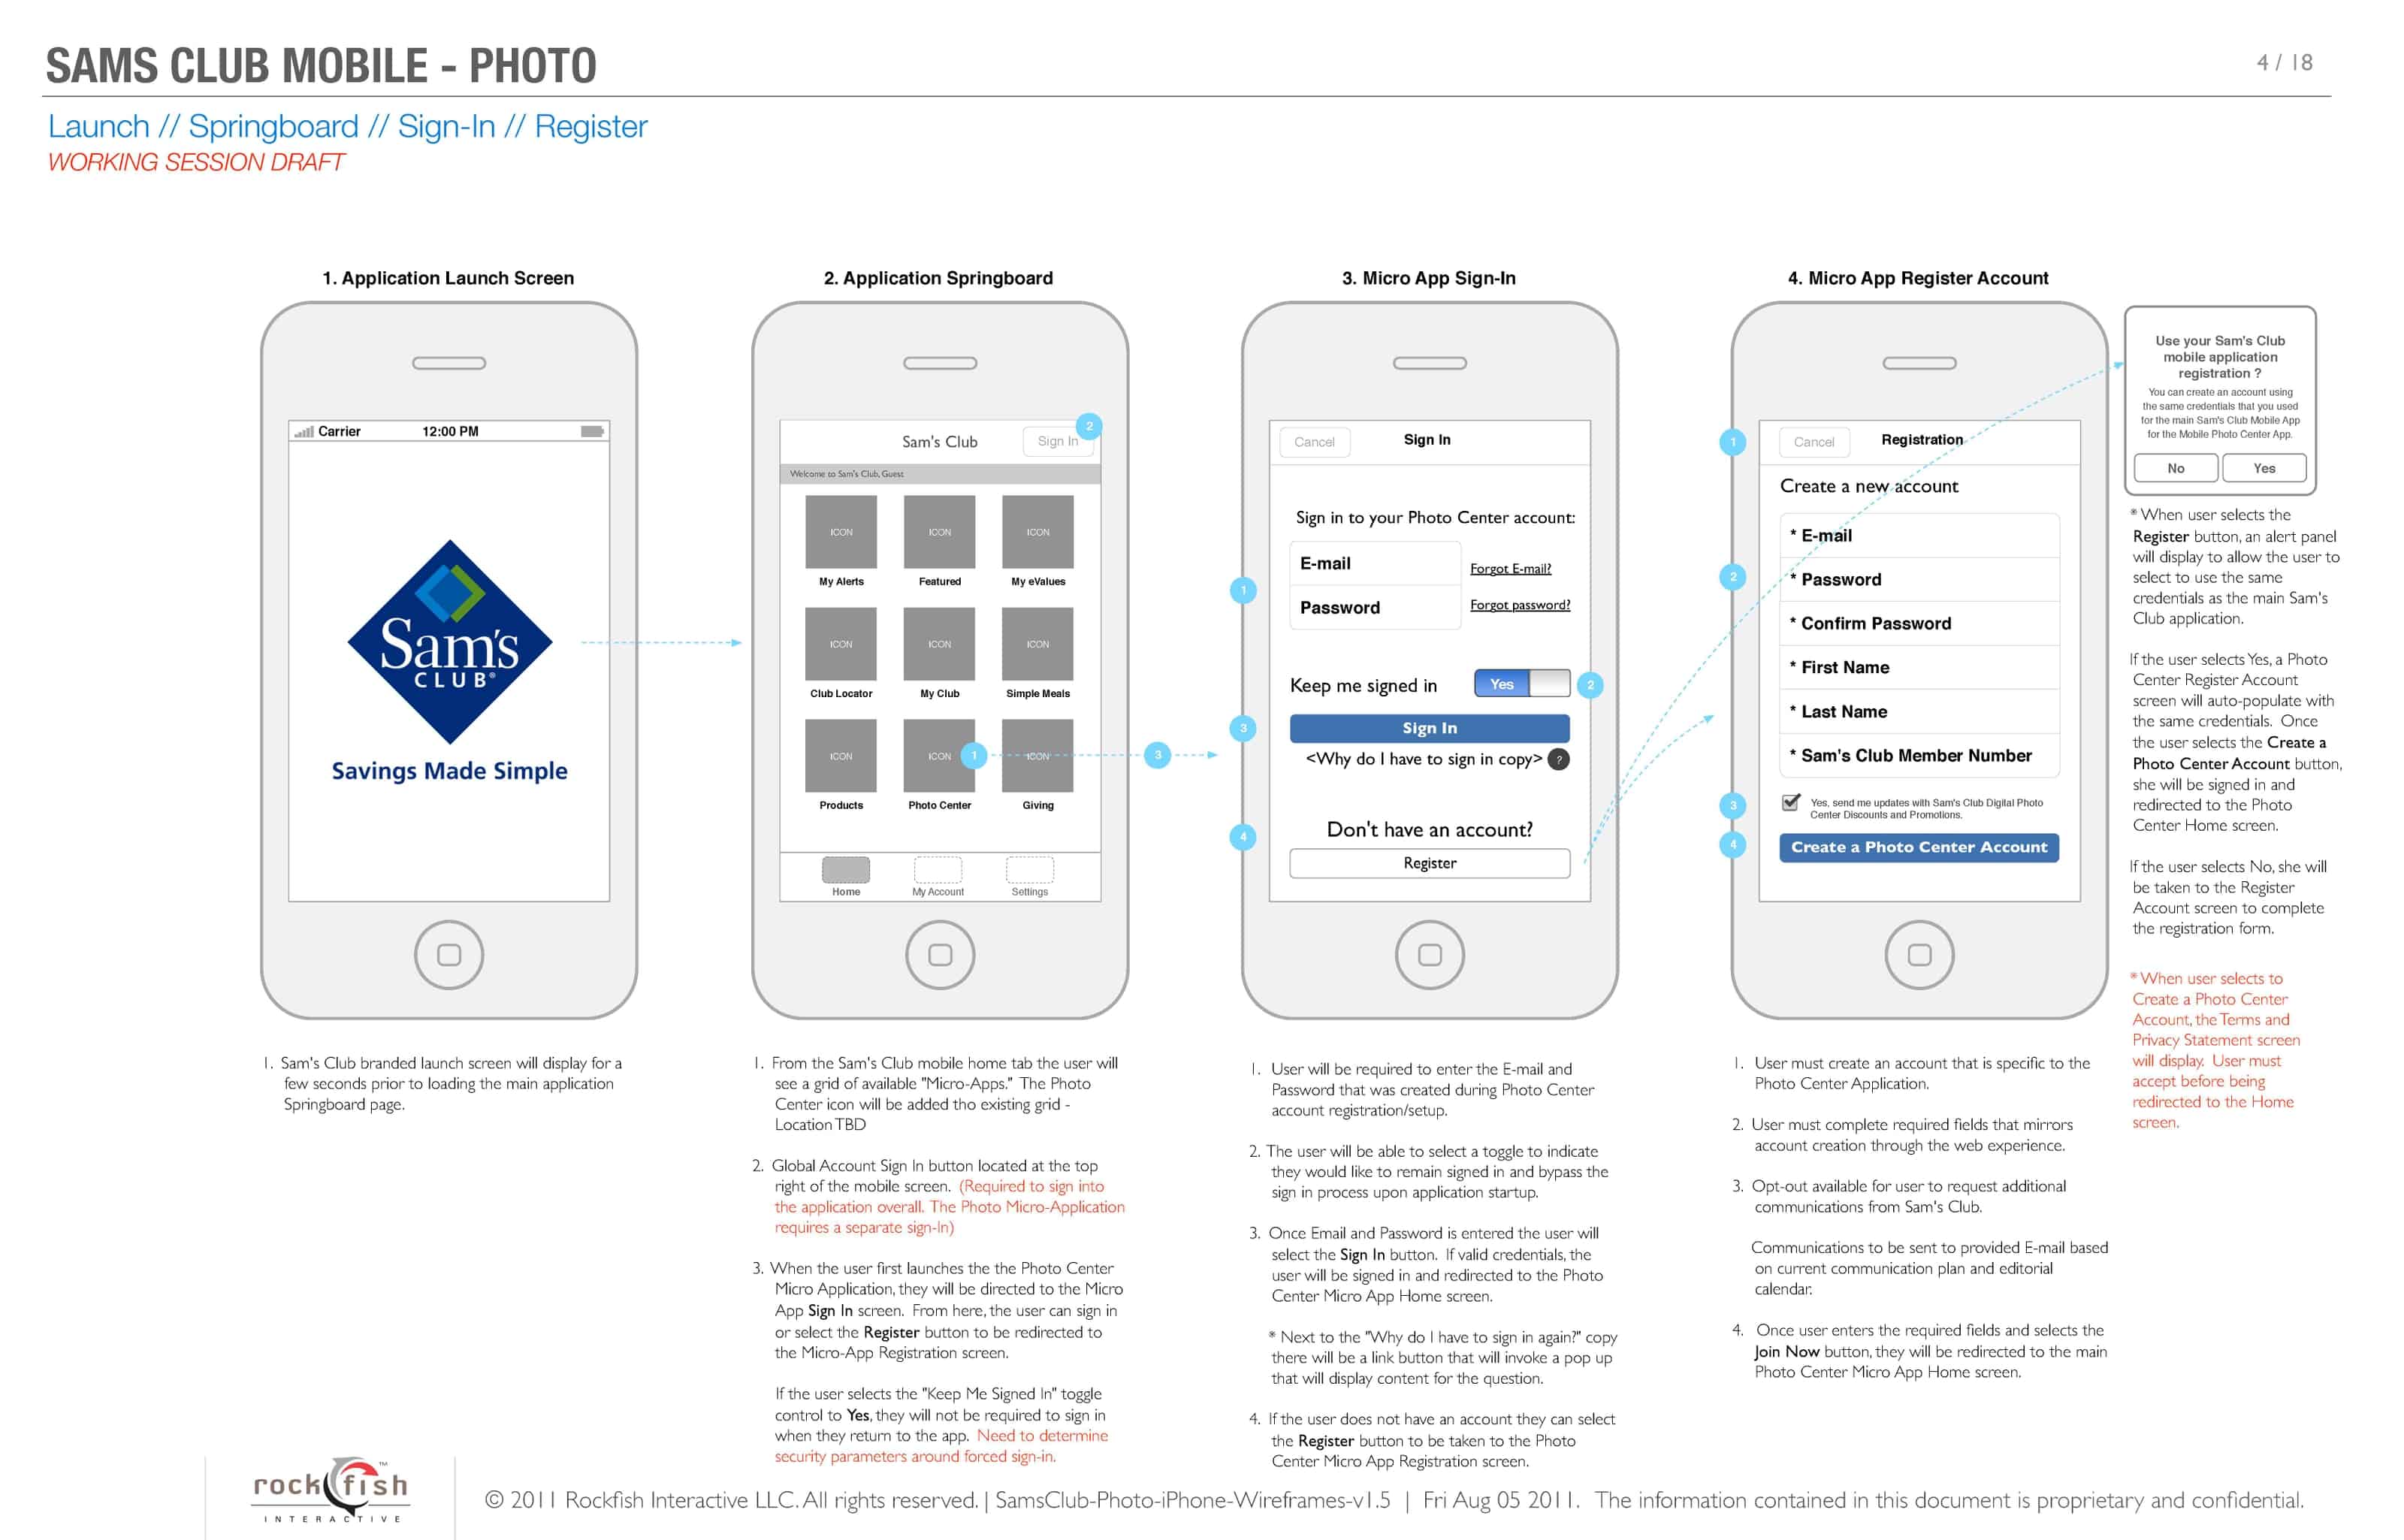 SAMS CLUB MOBILE - PHOTO
4 / 18
Launch // Springboard // Sign-In // Register
WORKING SESSION DRAFT
1. Application Launch Screen
Carrier
12:00 PM
Sam's
CLUB®
Savings Made Simple
1. Sam's Club branded launch screen will display for a
few seconds prior to loading the main application
Springboard page.
2. Application Springboard
Sam's Club
Sign In
2
Welcome to Sam's Club, Guest
ICON
ICON
ICON
My Alerts
Featured
My eValues
ICON
ICON
ICON
Club Locator
My Club
Simple Meals
ICON
ICON
1
ICON
3
Products
Photo Center
Giving
Home
My Account
Settings
1. From the Sam's Club mobile home tab the user will
see a grid of available "Micro-Apps." The Photo
Center icon will be added tho existing grid -
Location TBD
2. Global Account Sign In button located at the top
right of the mobile screen. (Required to sign into
the application overall. The Photo Micro-Application
requires a separate sign-In)
3. When the user first launches the the Photo Center
Micro Application, they will be directed to the Micro
App Sign In screen. From here, the user can sign in
or select the Register button to be redirected to
the Micro-App Registration screen.
If the user selects the "Keep Me Signed In" toggle
control to Yes, they will not be required to sign in
when they return to the app. Need to determine
security parameters around forced sign-in.
3. Micro App Sign-In
Cancel
Sign In
Sign in to your Photo Center account:
E-mail
Forgot E-mail?
1
Password
Forgot password?
Keep me signed in
Yes
2
3
Sign In
<Why do I have to sign in copy>
?
4
Don't have an account?
Register
1. User will be required to enter the E-mail and
Password that was created during Photo Center
account registration/setup.
2. The user will be able to select a toggle to indicate
they would like to remain signed in and bypass the
sign in process upon application startup.
3. Once Email and Password is entered the user will
select the Sign In button. If valid credentials, the
user will be signed in and redirected to the Photo
Center Micro App Home screen.
* Next to the "Why do I have to sign in again?" copy
there will be a link button that will invoke a pop up
that will display content for the question.
4. If the user does not have an account they can select
the Register button to be taken to the Photo
Center Micro App Registration screen.
4. Micro App Register Account
1
Cancel
Registration
Create a new account
* E-mail
2
* Password
* Confirm Password
* First Name
* Last Name
* Sam's Club Member Number
3
Yes, send me updates with Sam's Club Digital Photo
Center Discounts and Promotions.
4
Create a Photo Center Account
1. User must create an account that is specific to the
Photo Center Application.
2. User must complete required fields that mirrors
account creation through the web experience.
3. Opt-out available for user to request additional
communications from Sam's Club.
Communications to be sent to provided E-mail based
on current communication plan and editorial
calendar.
4. Once user enters the required fields and selects the
Join Now button, they will be redirected to the main
Photo Center Micro App Home screen.
Use your Sam's Club
mobile application
registration ?
You can create an account using
the same credentials that you used
for the main Sam's Club Mobile App
for the Mobile Photo Center App.
No
Yes
* When user selects the
Register button, an alert panel
will display to allow the user to
select to use the same
credentials as the main Sam's
Club application.
If the user selects Yes, a Photo
Center Register Account
screen will auto-populate with
the same credentials. Once
the user selects the Create a
Photo Center Account button,
she will be signed in and
redirected to the Photo
Center Home screen.
If the user selects No, she will
be taken to the Register
Account screen to complete
the registration form.
* When user selects to
Create a Photo Center
Account, the Terms and
Privacy Statement screen
will display. User must
accept before being
redirected to the Home
screen.
rockfish™
INTERACTIVE
© 2011 Rockfish Interactive LLC. All rights reserved. | SamsClub-Photo-iPhone-Wireframes-v1.5 | Fri Aug 05 2011. The information contained in this document is proprietary and confidential.